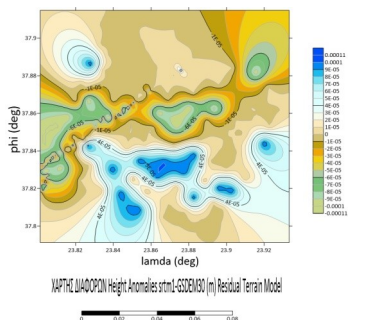 37.9
37.88
37.86
37.84
37.82
37.8
phi (deg)
23.82 23.84 23.86 23.88 23.9 23.92
lamda (deg)
0.00011
0.0001
9E-05
8E-05
7E-05
6E-05
5E-05
4E-05
3E-05
2E-05
1E-05
0
-1E-05
-2E-05
-3E-05
-4E-05
-5E-05
-6E-05
-7E-05
-8E-05
-9E-05
-0.0001
-0.00011
ΧΑΡΤΗΣ ΔΙΑΦΟΡΩΝ Height Anomalies srtm1-GSDEM30 (m) Residual Terrain Model
0 0.02 0.04 0.06 0.08